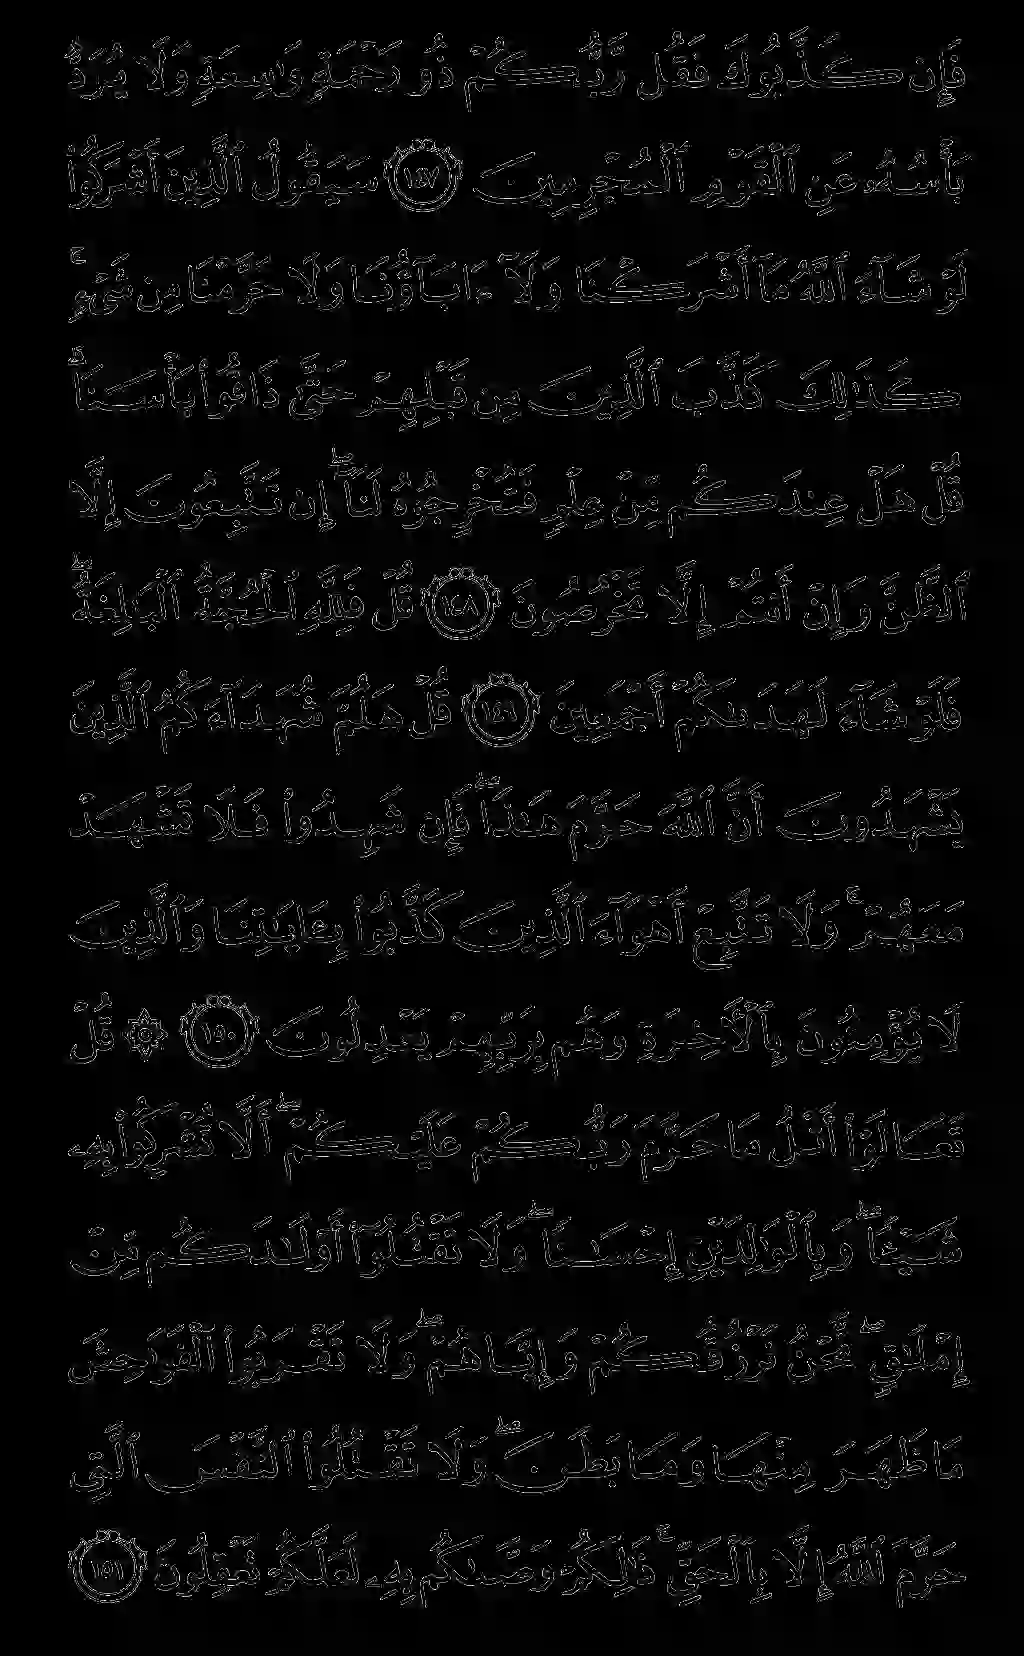 فَإِن كَذَّبُوكَ فَقُل رَّبُّكُمْ ذُو رَحْمَةٍ وَٰسِعَةٍ وَلَا يُرَدُّ
بَأْسُهُۥ عَنِ ٱلْقَوْمِ ٱلْمُجْرِمِينَ ١٤٧ سَيَقُولُ ٱلَّذِينَ أَشْرَكُوا۟
لَوْ شَآءَ ٱللَّهُ مَآ أَشْرَكْنَا وَلَآ ءَابَآؤُنَا وَلَا حَرَّمْنَا مِن شَىْءٍ ۚ
كَذَٰلِكَ كَذَّبَ ٱلَّذِينَ مِن قَبْلِهِمْ حَتَّىٰ ذَاقُوا۟ بَأْسَنَا ۗ
قُلْ هَلْ عِندَكُم مِّنْ عِلْمٍ فَتُخْرِجُوهُ لَنَآ ۖ إِن تَتَّبِعُونَ إِلَّا
ٱلظَّنَّ وَإِنْ أَنتُمْ إِلَّا تَخْرُصُونَ ١٤٨ قُلْ فَلِلَّهِ ٱلْحُجَّةُ ٱلْبَٰلِغَةُ ۖ
فَلَوْ شَآءَ لَهَدَىٰكُمْ أَجْمَعِينَ ١٤٩ قُلْ هَلُمَّ شُهَدَآءَكُمُ ٱلَّذِينَ
يَشْهَدُونَ أَنَّ ٱللَّهَ حَرَّمَ هَٰذَا ۖ فَإِن شَهِدُوا۟ فَلَا تَشْهَدْ
مَعَهُمْ ۚ وَلَا تَتَّبِعْ أَهْوَآءَ ٱلَّذِينَ كَذَّبُوا۟ بِـَٔايَٰتِنَا وَٱلَّذِينَ
لَا يُؤْمِنُونَ بِٱلْـَٔاخِرَةِ وَهُم بِرَبِّهِمْ يَعْدِلُونَ ١٥٠ ۞ قُلْ
تَعَالَوْا۟ أَتْلُ مَا حَرَّمَ رَبُّكُمْ عَلَيْكُمْ ۖ أَلَّا تُشْرِكُوا۟ بِهِۦ
شَيْـًٔا ۖ وَبِٱلْوَٰلِدَيْنِ إِحْسَٰنًا ۖ وَلَا تَقْتُلُوٓا۟ أَوْلَٰدَكُم مِّنْ
إِمْلَٰقٍ ۖ نَّحْنُ نَرْزُقُكُمْ وَإِيَّاهُمْ ۖ وَلَا تَقْرَبُوا۟ ٱلْفَوَٰحِشَ
مَا ظَهَرَ مِنْهَا وَمَا بَطَنَ ۖ وَلَا تَقْتُلُوا۟ ٱلنَّفْسَ ٱلَّتِى
حَرَّمَ ٱللَّهُ إِلَّا بِٱلْحَقِّ ۚ ذَٰلِكُمْ وَصَّىٰكُم بِهِۦ لَعَلَّكُمْ تَعْقِلُونَ ١٥١